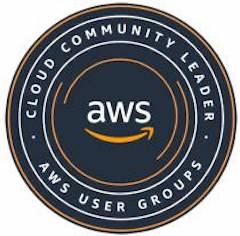 · CLOUD COMMUNITY LEADER ·
aws
AWS USER GROUPS